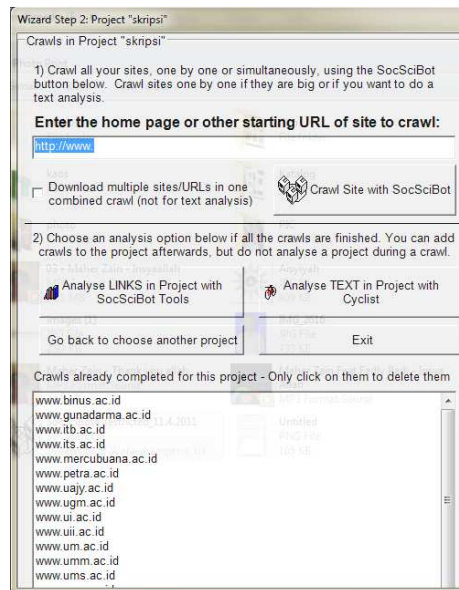 Wizard Step 2: Project "skripsi"
Crawls in Project "skripsi"
1) Crawl all your sites, one by one or simultaneously, using the SocSciBot
button below. Crawl sites one by one if they are big or if you want to do a
text analysis.
Enter the home page or other starting URL of site to crawl:
http://www.
Download multiple sites/URLs in one
combined crawl (not for text analysis)
Crawl Site with SocSciBot
2) Choose an analysis option below if all the crawls are finished. You can add
crawls to the project afterwards, but do not analyse a project during a crawl.
Analyse LINKS in Project with
SocSciBot Tools
Analyse TEXT in Project with
Cyclist
Go back to choose another project
Exit
Crawls already completed for this project - Only click on them to delete them
www.binus.ac.id
www.gunadarma.ac.id
www.itb.ac.id
www.its.ac.id
www.mercubuana.ac.id
www.petra.ac.id
www.uajy.ac.id
www.ugm.ac.id
www.ui.ac.id
www.uii.ac.id
www.um.ac.id
www.umm.ac.id
www.ums.ac.id
Untitled
PNG File